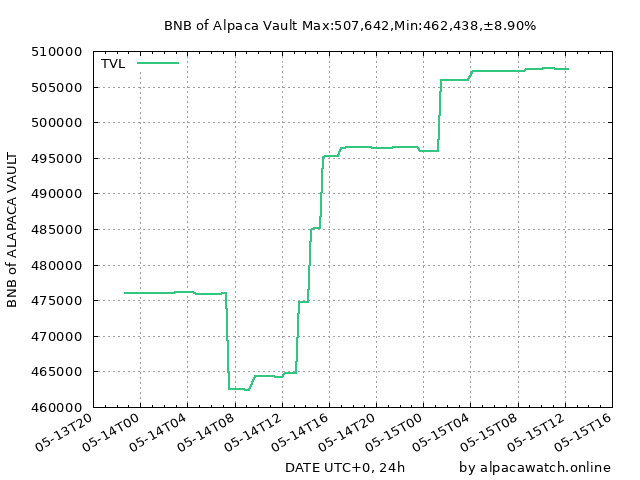 BNB of Alpaca Vault Max:507,642,Min:462,438,±8.90%
TVL
BNB of ALAPACA VAULT
510000
505000
500000
495000
490000
485000
480000
475000
470000
465000
460000
05-13T20
05-14T00
05-14T04
05-14T08
05-14T12
05-14T16
05-14T20
05-15T00
05-15T04
05-15T08
05-15T12
05-15T16
DATE UTC+0, 24h
by alpacawatch.online